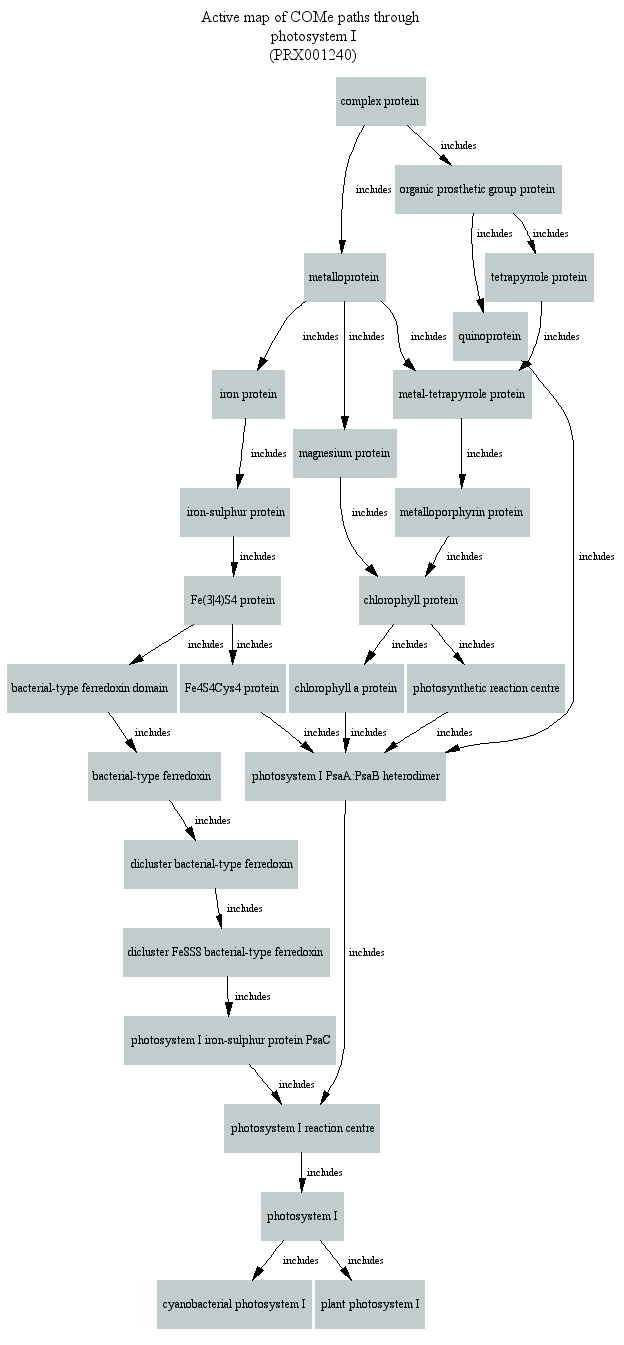 Active map of COMe paths through
photosystem I
(PRX001240)
complex protein
includes
organic prosthetic group protein
includes
includes
includes
metalloprotein
tetrapyrrole protein
includes
includes
includes
quinoprotein
includes
iron protein
metal-tetrapyrrole protein
includes
magnesium protein
includes
iron-sulphur protein
includes
metalloporphyrin protein
includes
includes
includes
Fe(3|4)S4 protein
chlorophyll protein
includes
includes
includes
includes
bacterial-type ferredoxin domain
Fe4S4Cys4 protein
chlorophyll a protein
photosynthetic reaction centre
includes
includes
includes
includes
bacterial-type ferredoxin
photosystem I PsaA:PsaB heterodimer
includes
dicluster bacterial-type ferredoxin
includes
dicluster Fe8S8 bacterial-type ferredoxin
includes
includes
photosystem I iron-sulphur protein PsaC
includes
photosystem I reaction centre
includes
photosystem I
includes
includes
cyanobacterial photosystem I
plant photosystem I